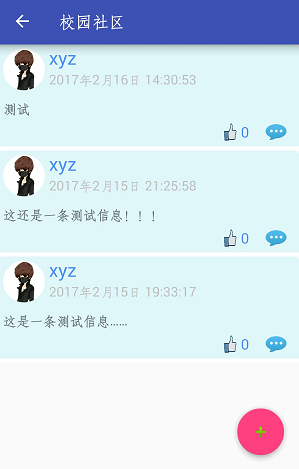 校园社区
xyz
2017年2月16日 14:30:53
测试
0
xyz
2017年2月15日 21:25:58
这还是一条测试信息！！！
0
xyz
2017年2月15日 19:33:17
这是一条测试信息……
0